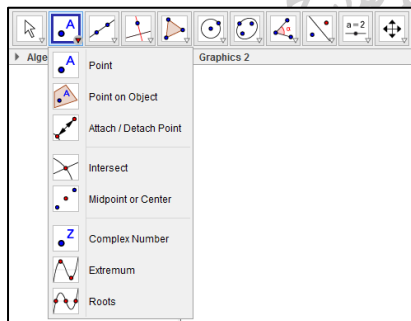 A
a = 2
α
Alge
Graphics 2
A
Point
A
Point on Object
Attach / Detach Point
Intersect
Midpoint or Center
Z
Complex Number
Extremum
Roots